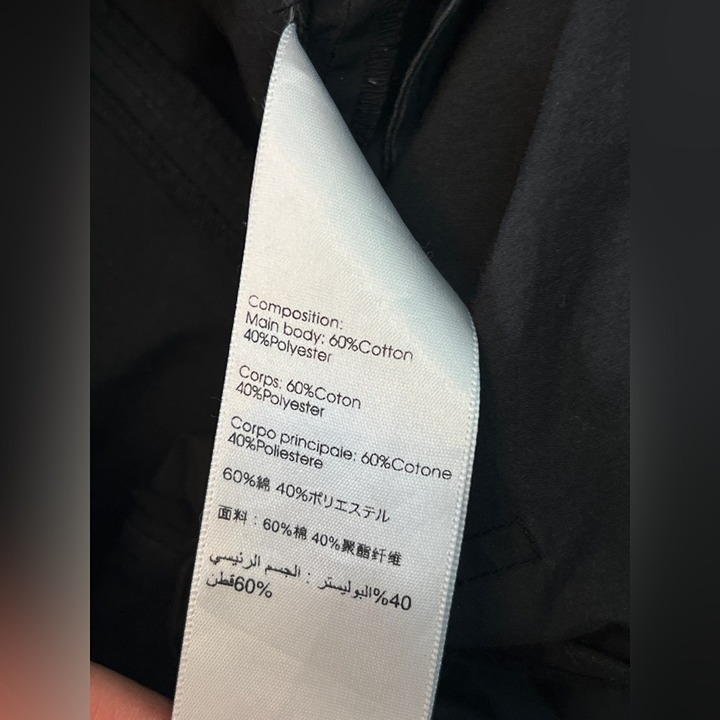 Composition:
Main body: 60%Cotton
40%Polyester
Corps: 60%Coton
40%Polyester
Corpo principale: 60%Cotone
40%Poliestere
60%綿 40%ポリエステル
面料：60%棉 40%聚酯纤维
40%البوليستر : الجسم الرئيسي
60%قطن